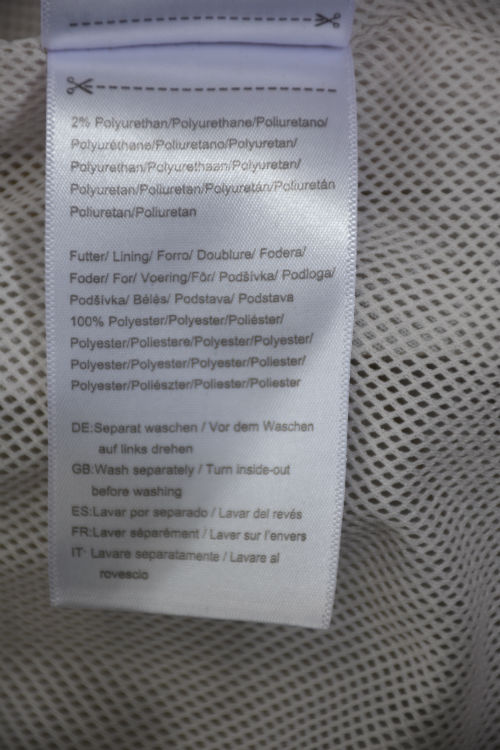 2% Polyurethan/Polyurethane/Poliuretano/
Polyuréthane/Poliuretano/Polyuretan/
Polyurethan/Polyurethaan/Polyuretan/
Polyuretan/Poliuretan/Polyuretán/Poliuretán
Poliuretan/Poliuretan
Futter/ Lining/ Forro/ Doublure/ Fodera/
Foder/ For/ Voering/Fôr/ Podšívka/ Podloga/
Podšívka/ Bélés/ Podstava/ Podstava
100% Polyester/Polyester/Poliéster/
Polyester/Poliestere/Polyester/Polyester/
Polyester/Polyester/Polyester/Poliester/
Polyester/Poliészter/Poliester/Poliester
DE:Separat waschen / Vor dem Waschen
auf links drehen
GB:Wash separately / Turn inside-out
before washing
ES:Lavar por separado / Lavar del revés
FR:Laver séparément / Laver sur l'envers
IT: Lavare separatamente / Lavare al
rovescio